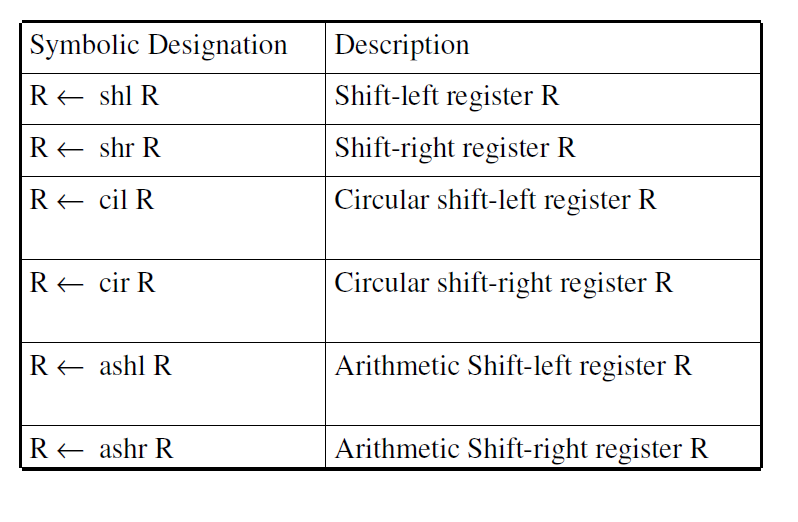 Symbolic Designation Description
R ← shl R Shift-left register R
R ← shr R Shift-right register R
R ← cil R Circular shift-left register R
R ← cir R Circular shift-right register R
R ← ashl R Arithmetic Shift-left register R
R ← ashr R Arithmetic Shift-right register R